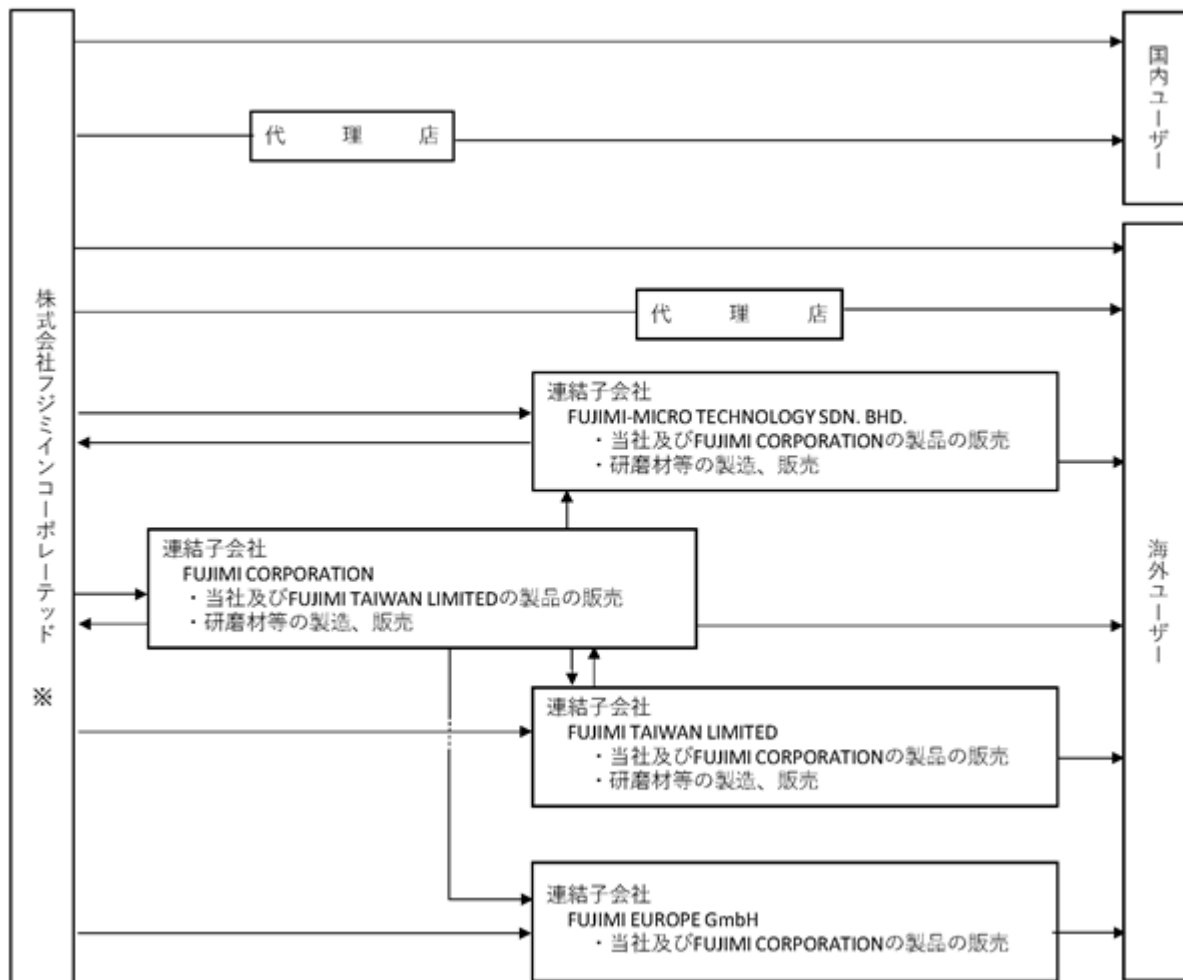 国内ユーザー
代 理 店
株式会社フジミインコーポレーテッド ※
代 理 店
連結子会社
FUJIMI-MICRO TECHNOLOGY SDN. BHD.
・当社及びFUJIMI CORPORATIONの製品の販売
・研磨材等の製造、販売
連結子会社
FUJIMI CORPORATION
・当社及びFUJIMI TAIWAN LIMITEDの製品の販売
・研磨材等の製造、販売
海外ユーザー
連結子会社
FUJIMI TAIWAN LIMITED
・当社及びFUJIMI CORPORATIONの製品の販売
・研磨材等の製造、販売
連結子会社
FUJIMI EUROPE GmbH
・当社及びFUJIMI CORPORATIONの製品の販売